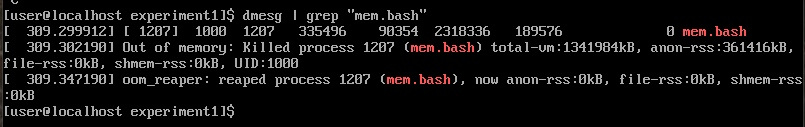 [user@localhost experiment1]$ dmesg | grep "mem.bash"
[  309.299912] [ 1207]  1000  1207   335496    90354  2318336   189576             0 mem.bash
[  309.302190] Out of memory: Killed process 1207 (mem.bash) total-vm:1341984kB, anon-rss:361416kB,
file-rss:0kB, shmem-rss:0kB, UID:1000
[  309.347190] oom_reaper: reaped process 1207 (mem.bash), now anon-rss:0kB, file-rss:0kB, shmem-rss
:0kB
[user@localhost experiment1]$